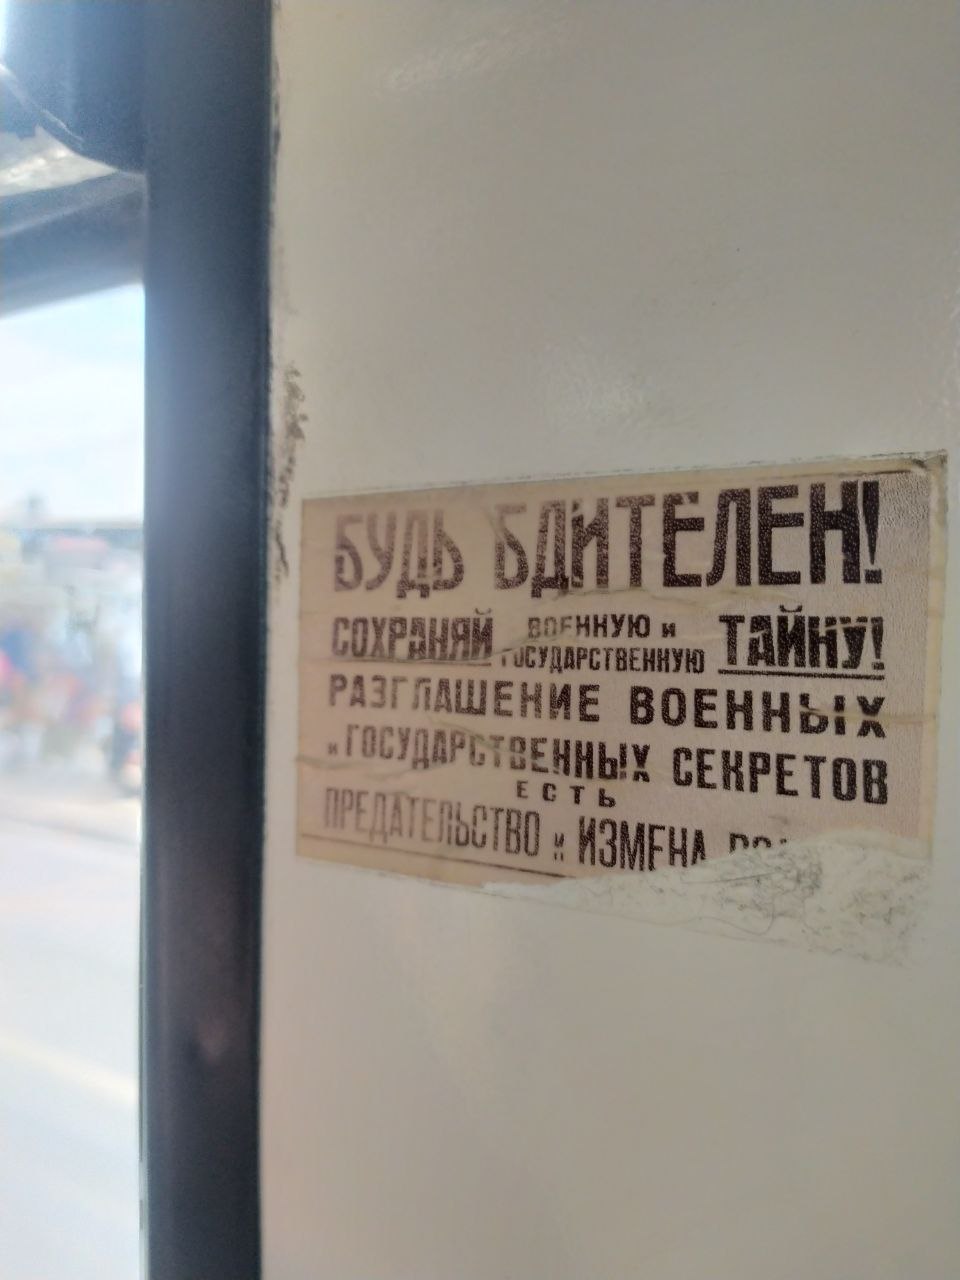 БУДЬ БДИТЕЛЕН!
СОХРАНЯЙ ВОЕННУЮ и ГОСУДАРСТВЕННУЮ ТАЙНУ!
РАЗГЛАШЕНИЕ ВОЕННЫХ
и ГОСУДАРСТВЕННЫХ СЕКРЕТОВ
ЕСТЬ
ПРЕДАТЕЛЬСТВО и ИЗМЕНА